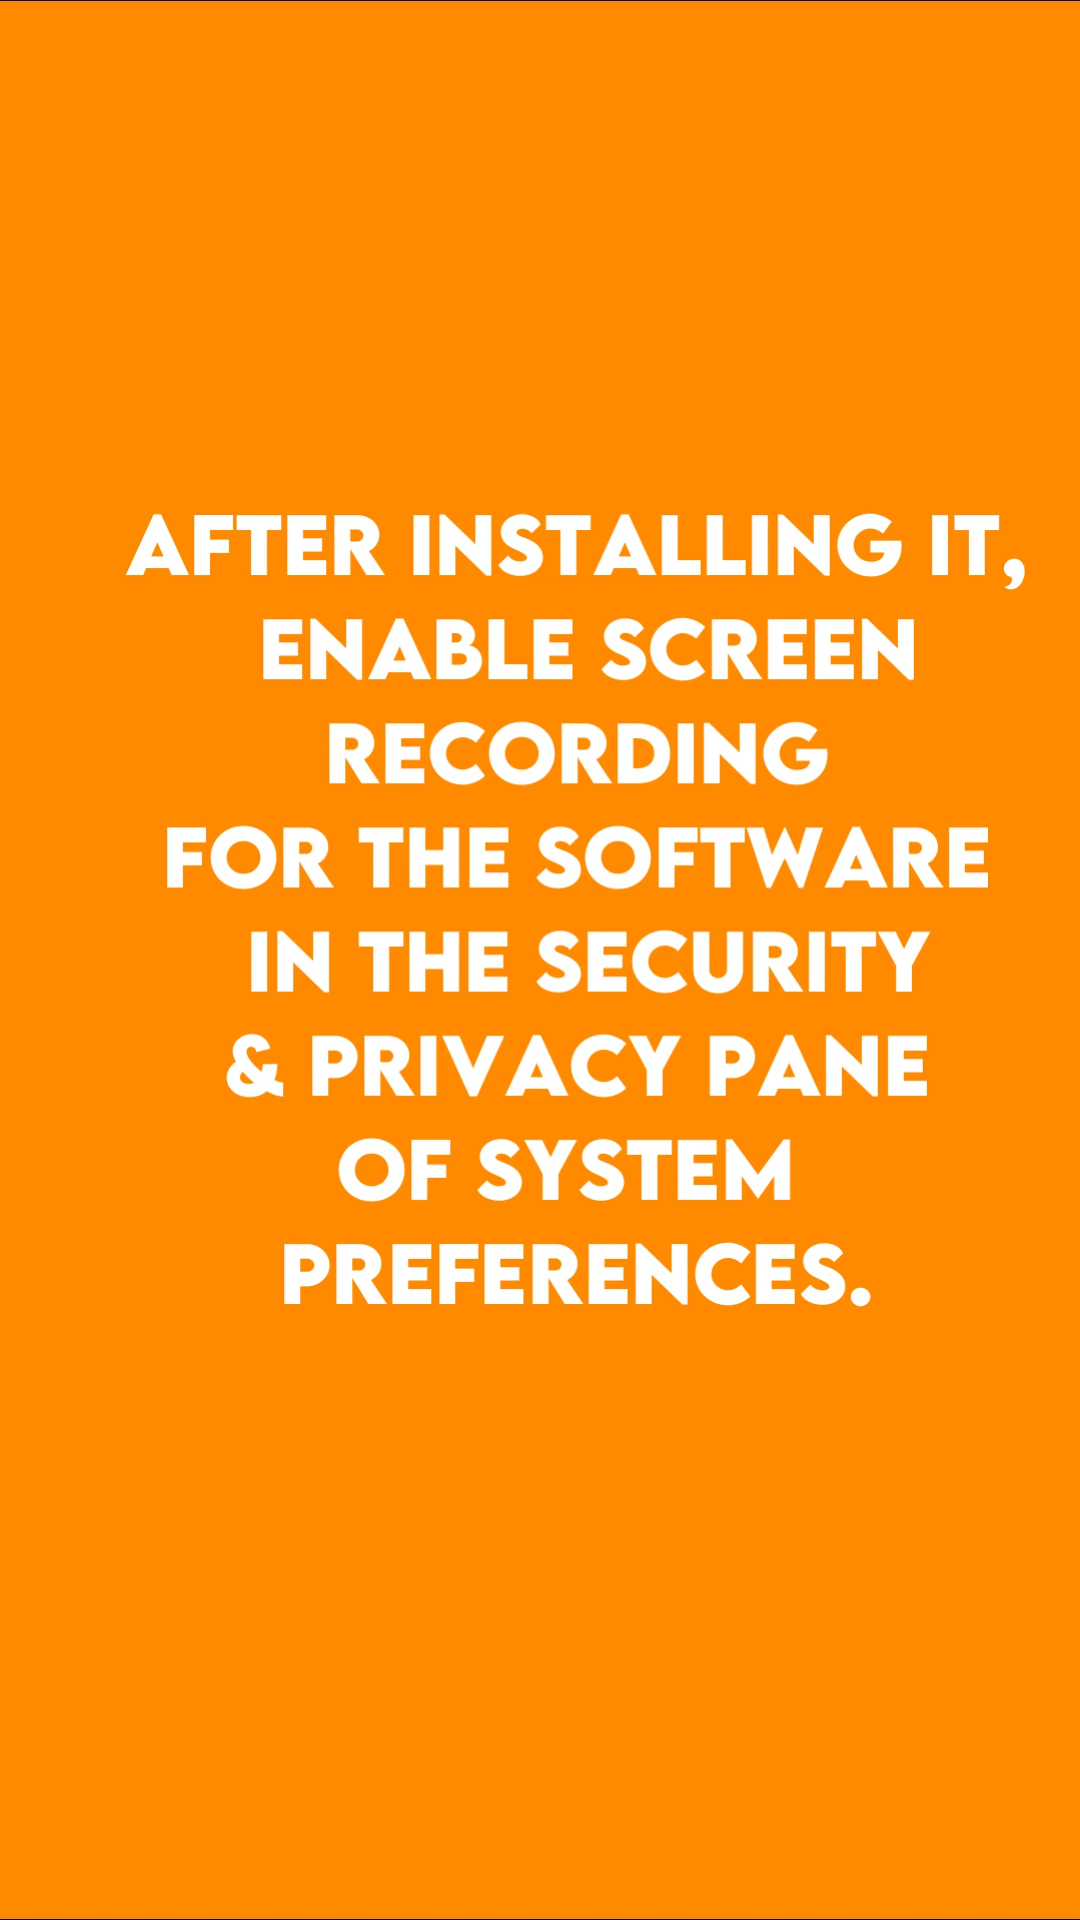 AFTER INSTALLING IT,
ENABLE SCREEN
RECORDING
FOR THE SOFTWARE
IN THE SECURITY
& PRIVACY PANE
OF SYSTEM
PREFERENCES.